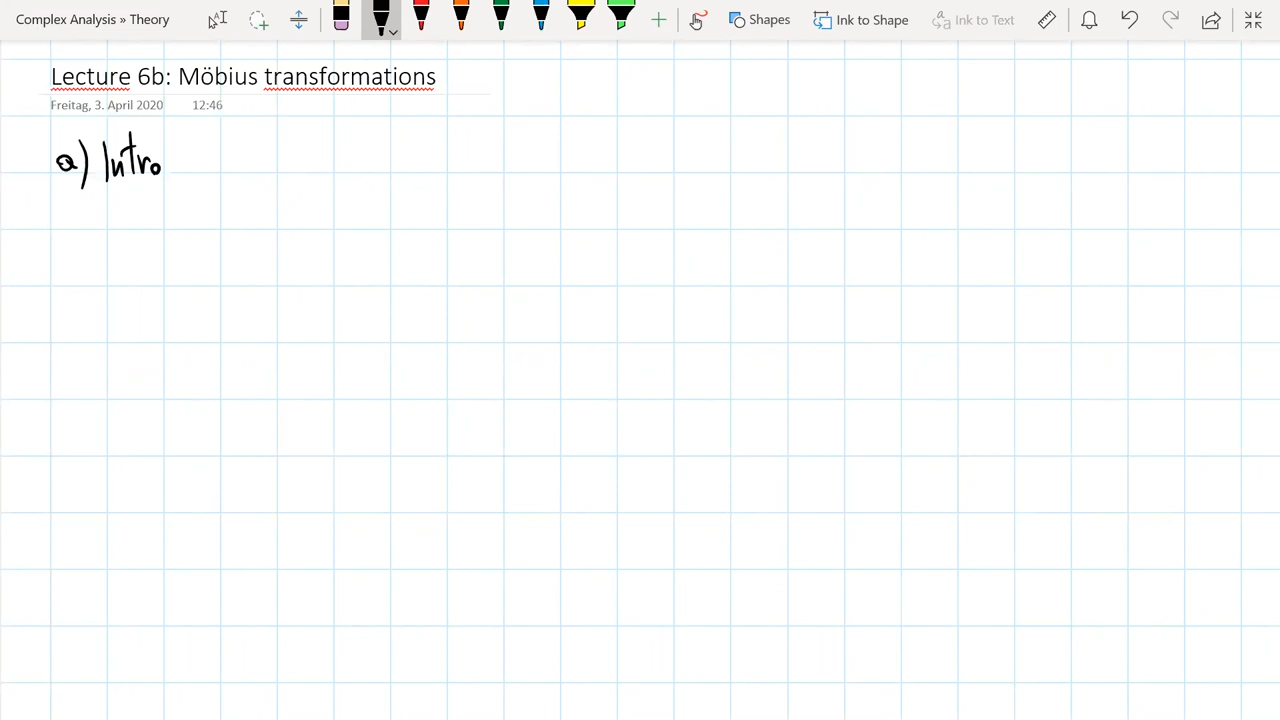 Complex Analysis » Theory
Shapes
Ink to Shape
Ink to Text
Lecture 6b: Möbius transformations
Freitag, 3. April 2020 12:46
a) Intro